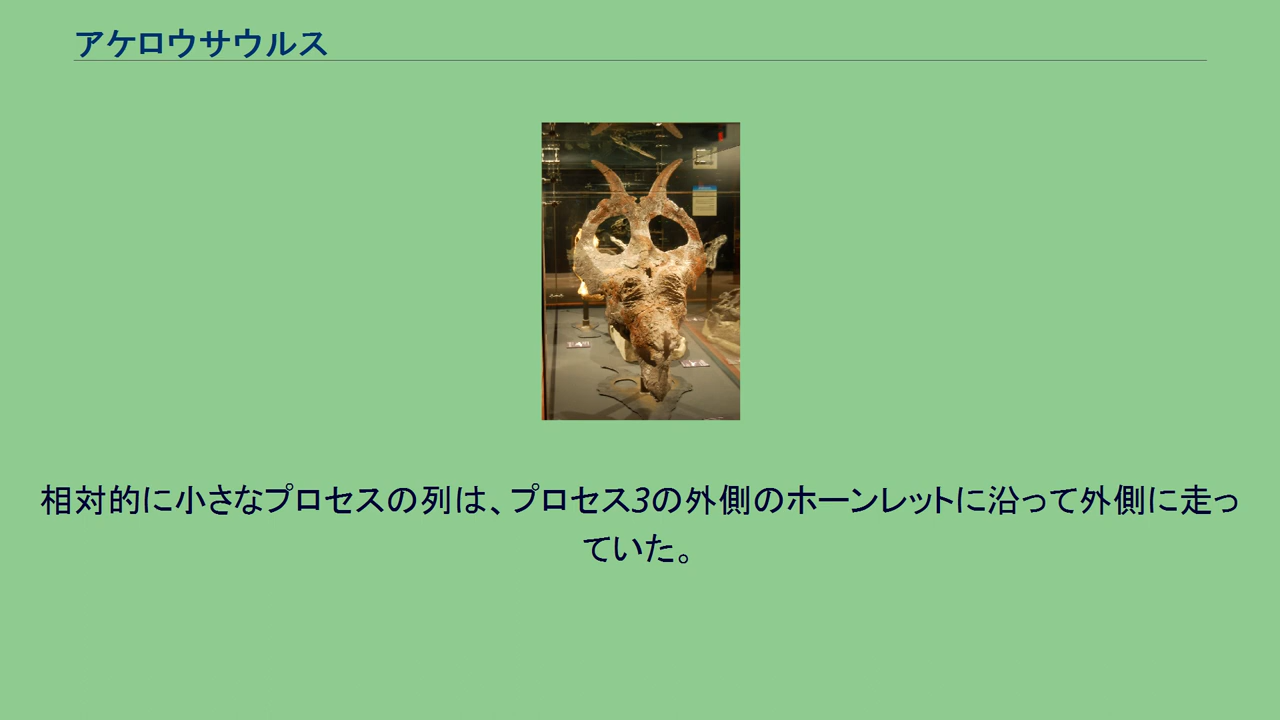 アケロウサウルス
相対的に小さなプロセスの列は、プロセス3の外側のホーンレットに沿って外側に走っ
ていた。